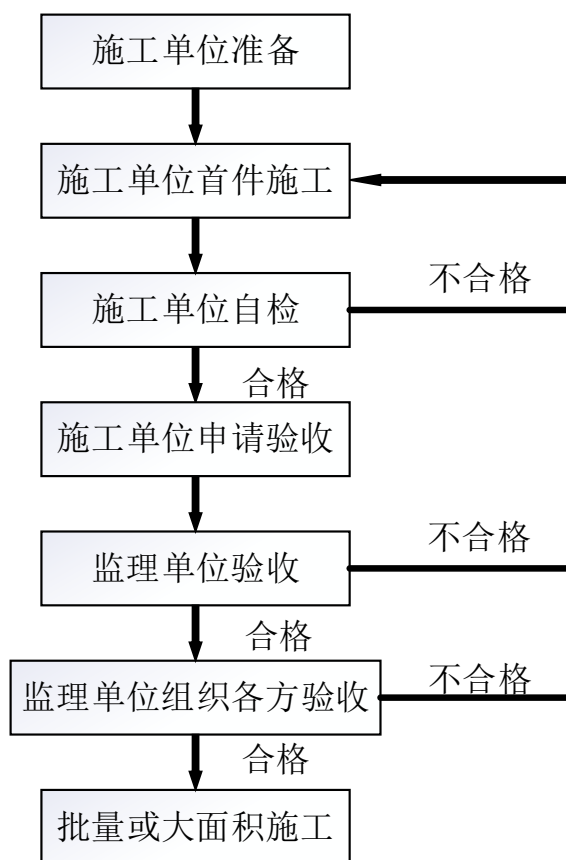 施工单位准备
施工单位首件施工
不合格
施工单位自检
合格
施工单位申请验收
不合格
监理单位验收
合格
不合格
监理单位组织各方验收
合格
批量或大面积施工